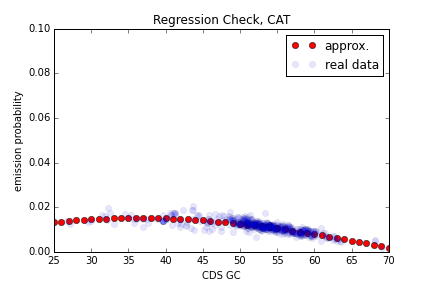 Regression Check, CAT
0.10
approx.
real data
0.08
0.06
0.04
0.02
0.00
emission probability
25 30 35 40 45 50 55 60 65 70
CDS GC